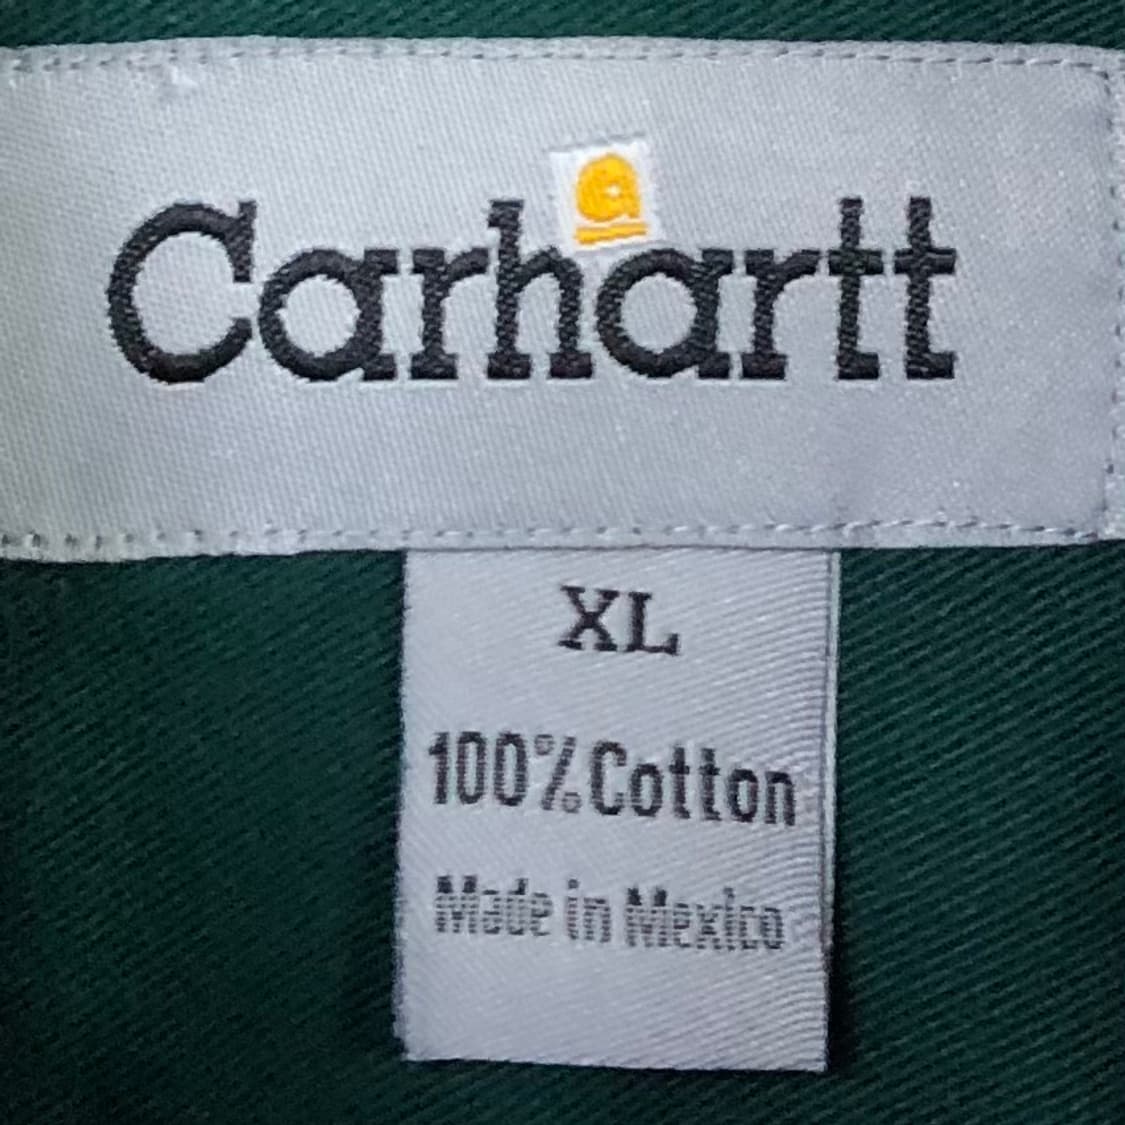 Carhartt
XL
100% Cotton
Made in Mexico